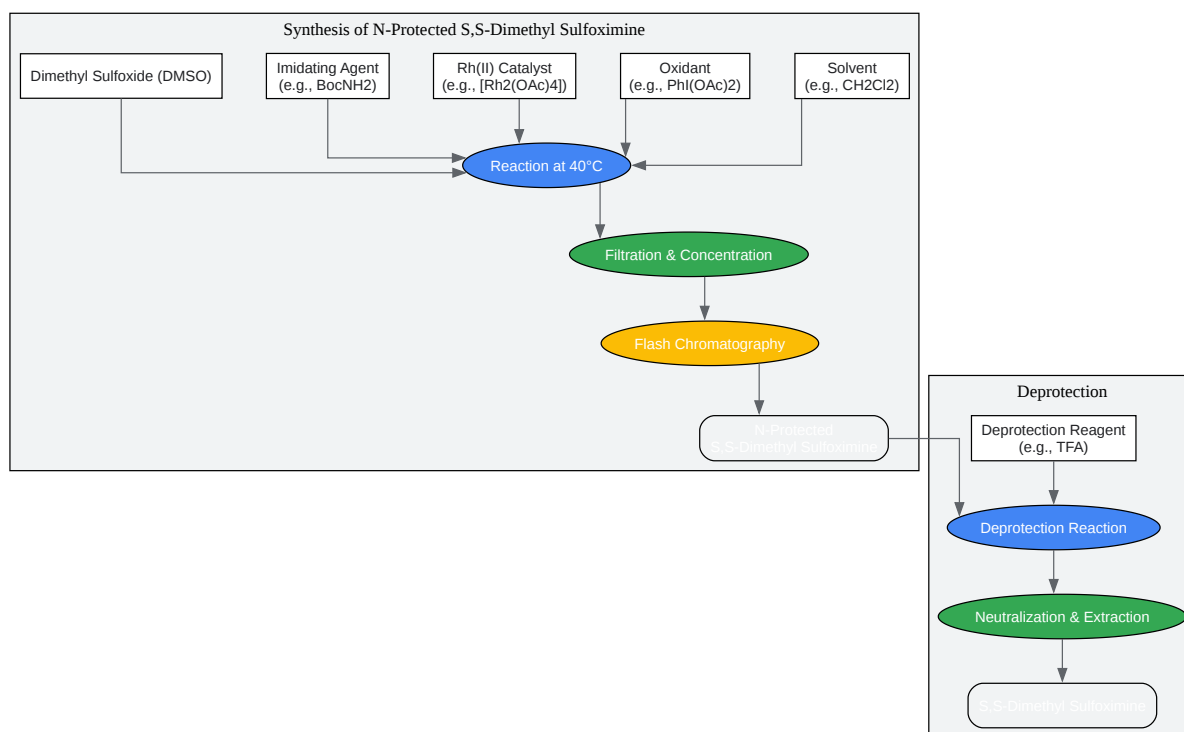 Synthesis of N-Protected S,S-Dimethyl Sulfoximine
Dimethyl Sulfoxide (DMSO)
Imidating Agent
(e.g., BocNH2)
Rh(II) Catalyst
(e.g., [Rh2(OAc)4])
Oxidant
(e.g., PhI(OAc)2)
Solvent
(e.g., CH2Cl2)
Reaction at 40°C
Filtration & Concentration
Flash Chromatography
N-Protected
S,S-Dimethyl Sulfoximine
Deprotection
Deprotection Reagent
(e.g., TFA)
Deprotection Reaction
Neutralization & Extraction
S,S-Dimethyl Sulfoximine